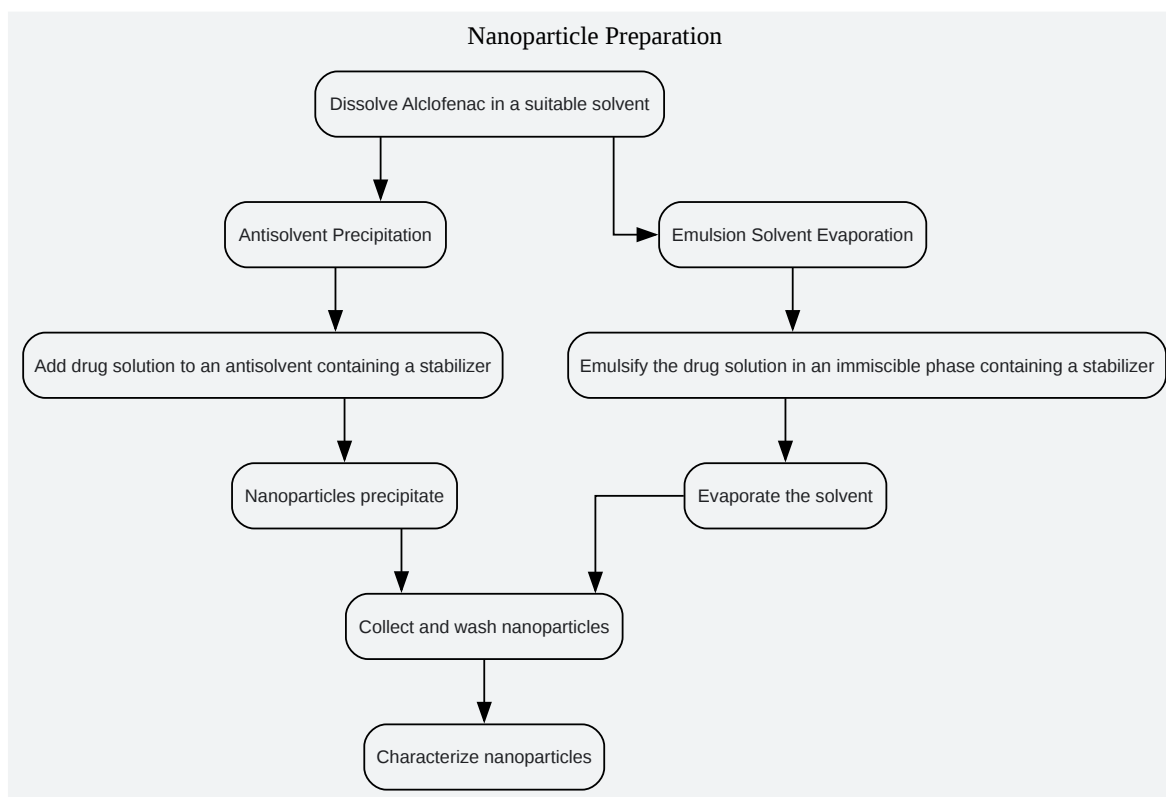 Nanoparticle Preparation
Dissolve Alclofenac in a suitable solvent
Antisolvent Precipitation
Emulsion Solvent Evaporation
Add drug solution to an antisolvent containing a stabilizer
Emulsify the drug solution in an immiscible phase containing a stabilizer
Nanoparticles precipitate
Evaporate the solvent
Collect and wash nanoparticles
Characterize nanoparticles